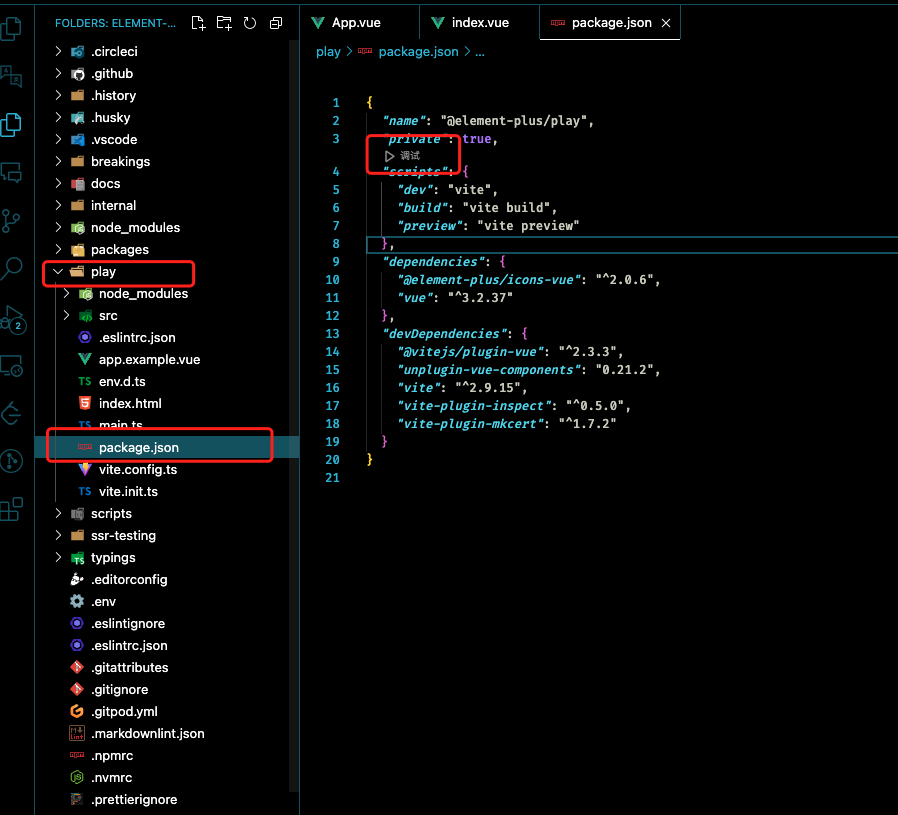 FOLDERS: ELEMENT-...
.circleci
.github
.history
.husky
.vscode
breakings
docs
internal
node_modules
packages
play
node_modules
src
.eslintrc.json
app.example.vue
TS env.d.ts
index.html
TS main.ts
package.json
vite.config.ts
TS vite.init.ts
scripts
ssr-testing
typings
.editorconfig
.env
.eslintignore
.eslintrc.json
.gitattributes
.gitignore
.gitpod.yml
.markdownlint.json
.npmrc
.nvmrc
.prettierignore
2
App.vue
index.vue
package.json
play > package.json > ...
1 {
2 "name": "@element-plus/play",
3 "private": true,
调试
4 "scripts": {
5 "dev": "vite",
6 "build": "vite build",
7 "preview": "vite preview"
8 },
9 "dependencies": {
10 "@element-plus/icons-vue": "^2.0.6",
11 "vue": "^3.2.37"
12 },
13 "devDependencies": {
14 "@vitejs/plugin-vue": "^2.3.3",
15 "unplugin-vue-components": "0.21.2",
16 "vite": "^2.9.15",
17 "vite-plugin-inspect": "^0.5.0",
18 "vite-plugin-mkcert": "^1.7.2"
19 }
20 }
21